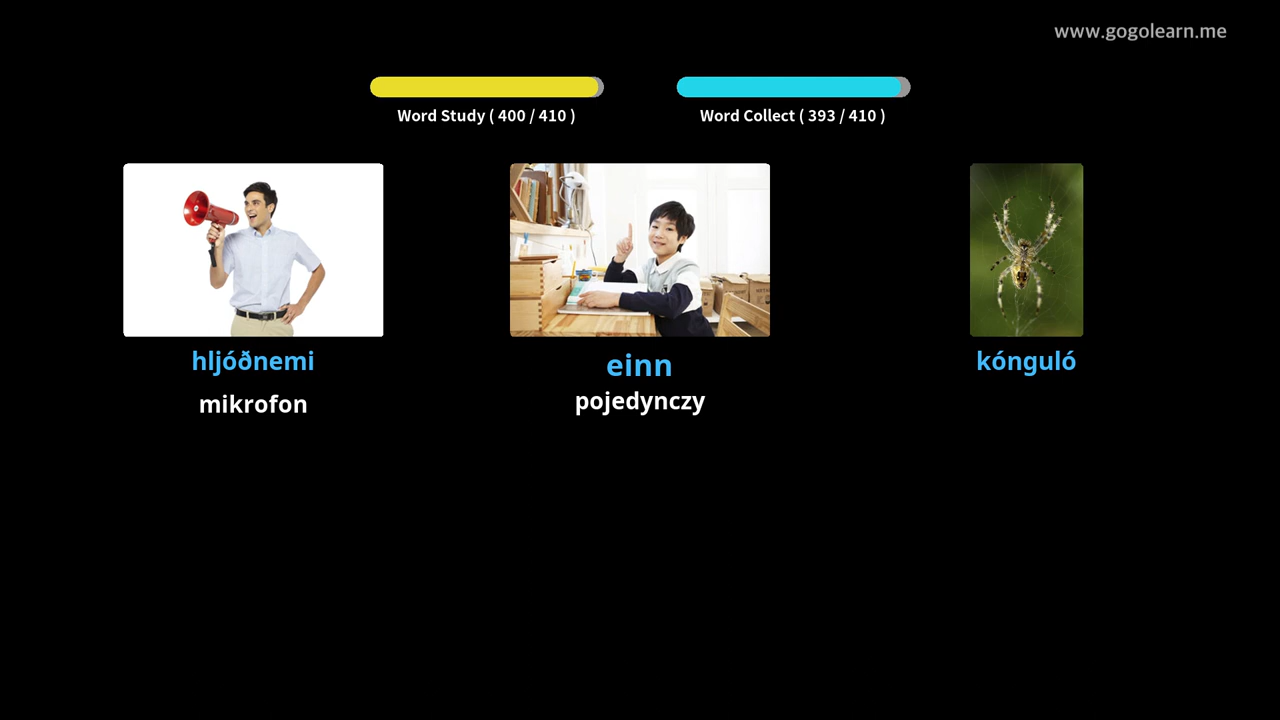 www.gogolearn.me
Word Study ( 400 / 410 )
Word Collect ( 393 / 410 )
hljóðnemi
mikrofon
einn
pojedynczy
kónguló